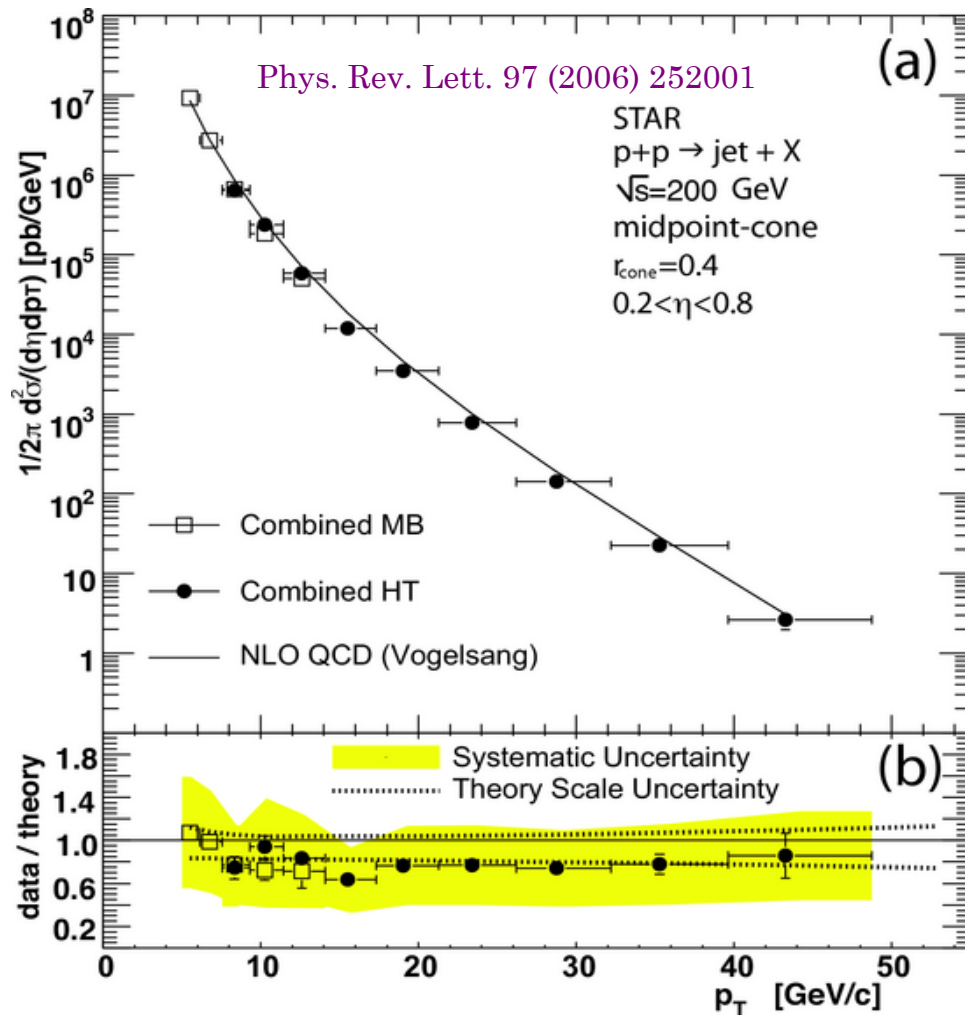 Phys. Rev. Lett. 97 (2006) 252001
(a)
STAR
p+p → jet + X
√s=200 GeV
midpoint-cone
r_cone=0.4
0.2<η<0.8
1/2π d²σ/(dηdpT) [pb/GeV]
10⁸
10⁷
10⁶
10⁵
10⁴
10³
10²
10
1
Combined MB
Combined HT
NLO QCD (Vogelsang)
(b)
Systematic Uncertainty
Theory Scale Uncertainty
data / theory
1.8
1.4
1.0
0.6
0.2
0 10 20 30 40 50
p_T [GeV/c]